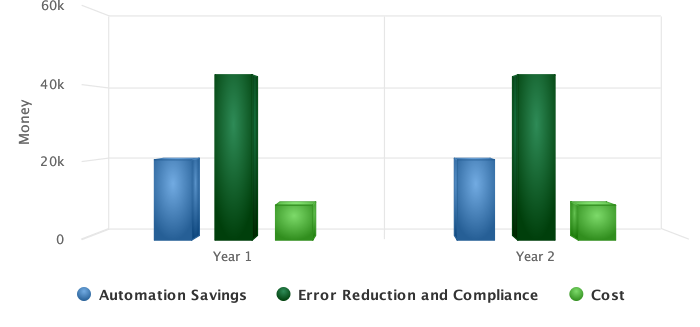 60k
40k
20k
0
Money
Year 1
Year 2
Automation Savings
Error Reduction and Compliance
Cost